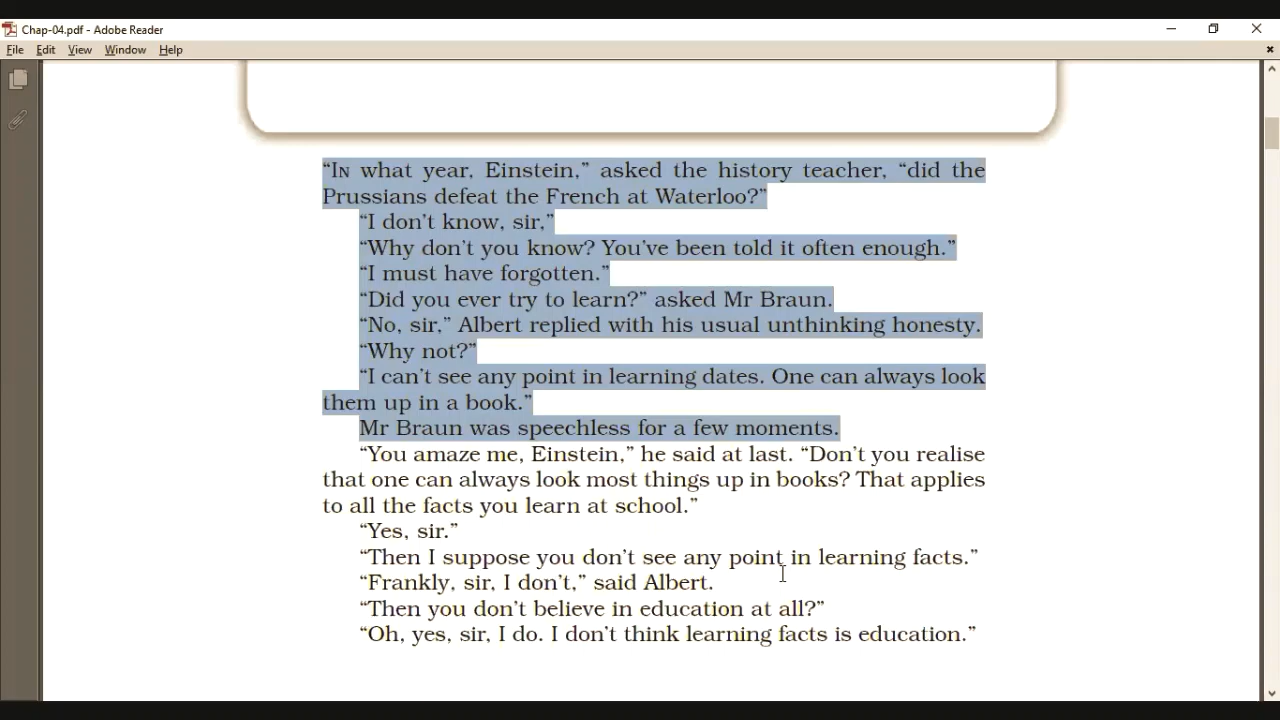 Chap-04.pdf - Adobe Reader
File Edit View Window Help
“IN what year, Einstein,” asked the history teacher, “did the
Prussians defeat the French at Waterloo?”
“I don’t know, sir,”
“Why don’t you know? You’ve been told it often enough.”
“I must have forgotten.”
“Did you ever try to learn?” asked Mr Braun.
“No, sir,” Albert replied with his usual unthinking honesty.
“Why not?”
“I can’t see any point in learning dates. One can always look
them up in a book.”
Mr Braun was speechless for a few moments.
“You amaze me, Einstein,” he said at last. “Don’t you realise
that one can always look most things up in books? That applies
to all the facts you learn at school.”
“Yes, sir.”
“Then I suppose you don’t see any point in learning facts.”
“Frankly, sir, I don’t,” said Albert.
“Then you don’t believe in education at all?”
“Oh, yes, sir, I do. I don’t think learning facts is education.”